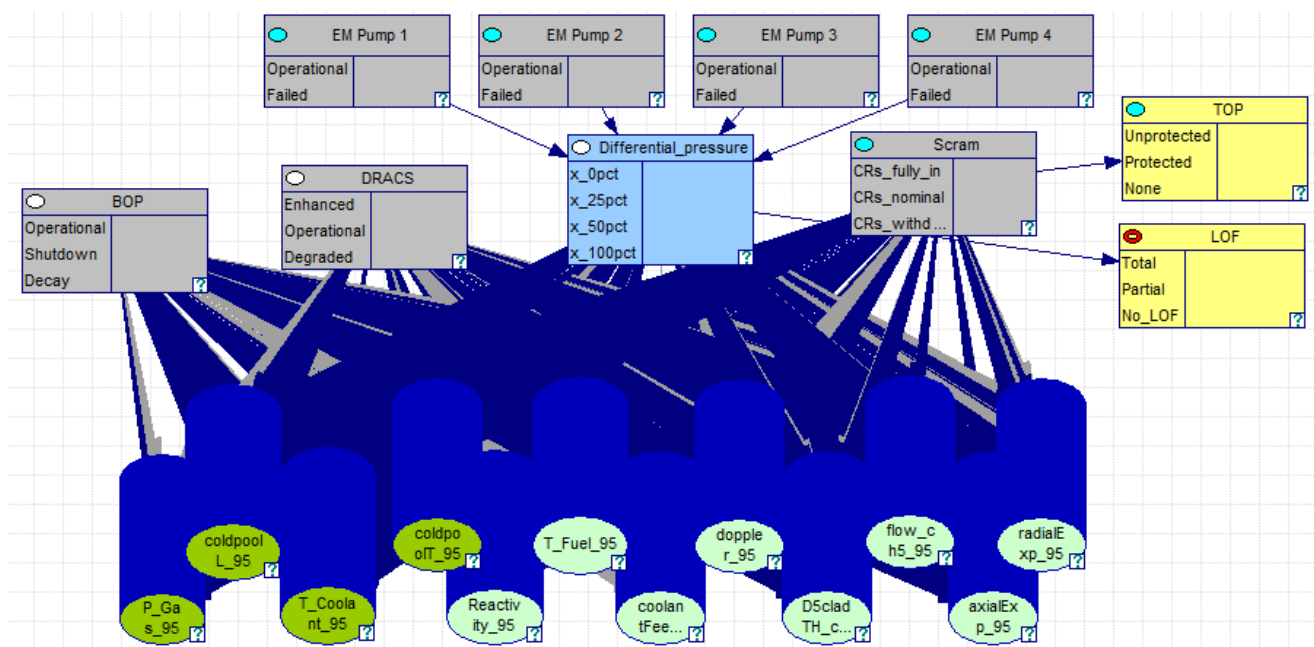 EM Pump 1
Operational
Failed
?
EM Pump 2
Operational
Failed
?
EM Pump 3
Operational
Failed
?
EM Pump 4
Operational
Failed
?
TOP
Unprotected
Protected
None
?
Differential_pressure
x_0pct
x_25pct
x_50pct
x_100pct
?
Scram
CRs_fully_in
CRs_nominal
CRs_withd ...
?
DRACS
Enhanced
Operational
Degraded
?
BOP
Operational
Shutdown
Decay
?
LOF
Total
Partial
No_LOF
?
coldpool
L_95
?
coldpo
olT_95
?
T_Fuel_95
?
dopple
r_95
?
flow_c
h5_95
?
radialE
xp_95
?
P_Ga
s_95
?
T_Coola
nt_95
?
Reactiv
ity_95
?
coolan
tFee...
?
D5clad
TH_c...
?
axialEx
p_95
?